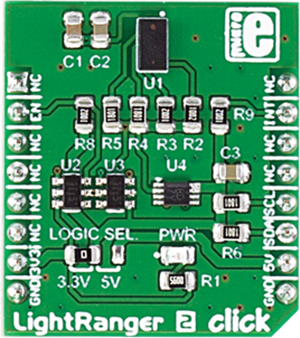 mikro
e
C1 C2
U1
NC
NC
EN
INT
R8 R5 R4 R3 R2
R9
NC
NC
U2 U3 U4
C3
NC
SCL
NC
SDA
LOGIC SEL.
PWR
R6
3V3
5V
3.3V 5V
R1
GND
GND
LightRanger 2 click